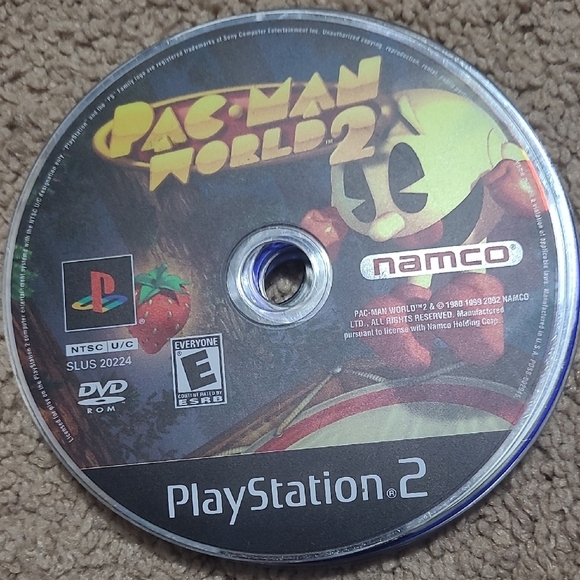 PAC-MAN
WORLD 2
™
namco®
PAC-MAN WORLD™2 & © 1980 1999 2002 NAMCO
LTD., ALL RIGHTS RESERVED. Manufactured
pursuant to license with Namco Holding Corp.
NTSC U/C
SLUS 20224
DVD
ROM
EVERYONE
E
CONTENT RATED BY
ESRB
PlayStation®2